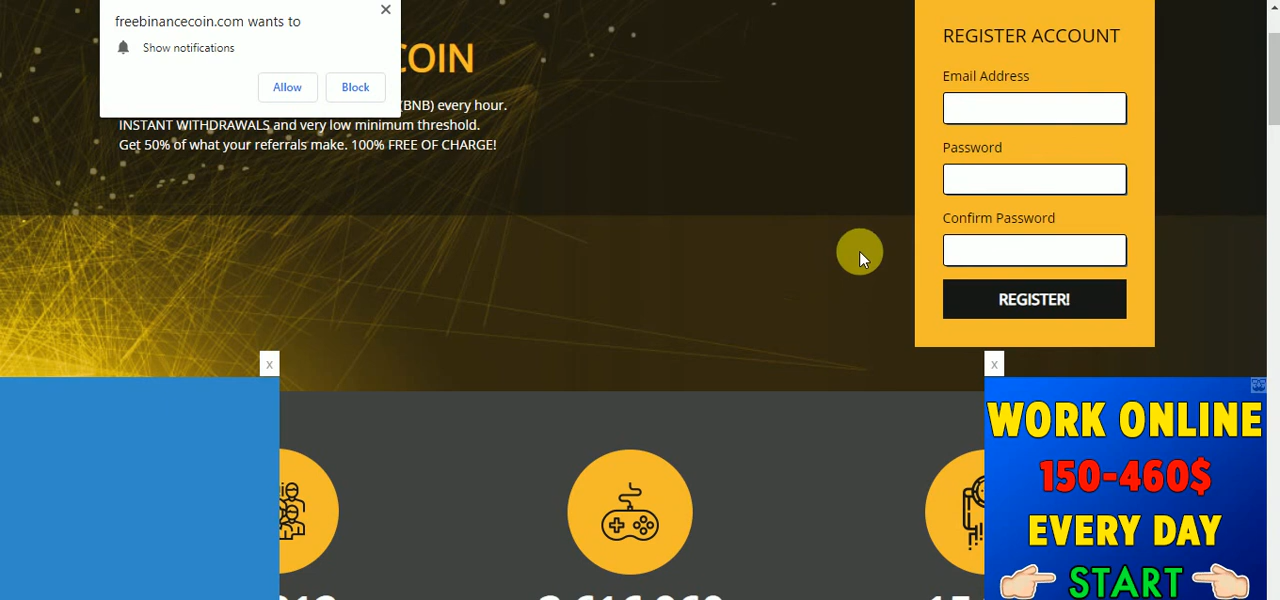 freebinancecoin.com wants to
Show notifications
Allow
Block
COIN
(BNB) every hour.
INSTANT WITHDRAWALS and very low minimum threshold.
Get 50% of what your referrals make. 100% FREE OF CHARGE!
REGISTER ACCOUNT
Email Address
Password
Confirm Password
REGISTER!
x
x
WORK ONLINE
150-460$
EVERY DAY
START